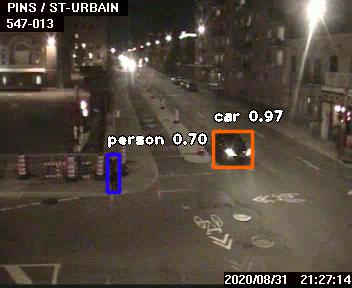 PINS / ST-URBAIN
547-013
car 0.97
person 0.70
2020/08/31 21:27:14